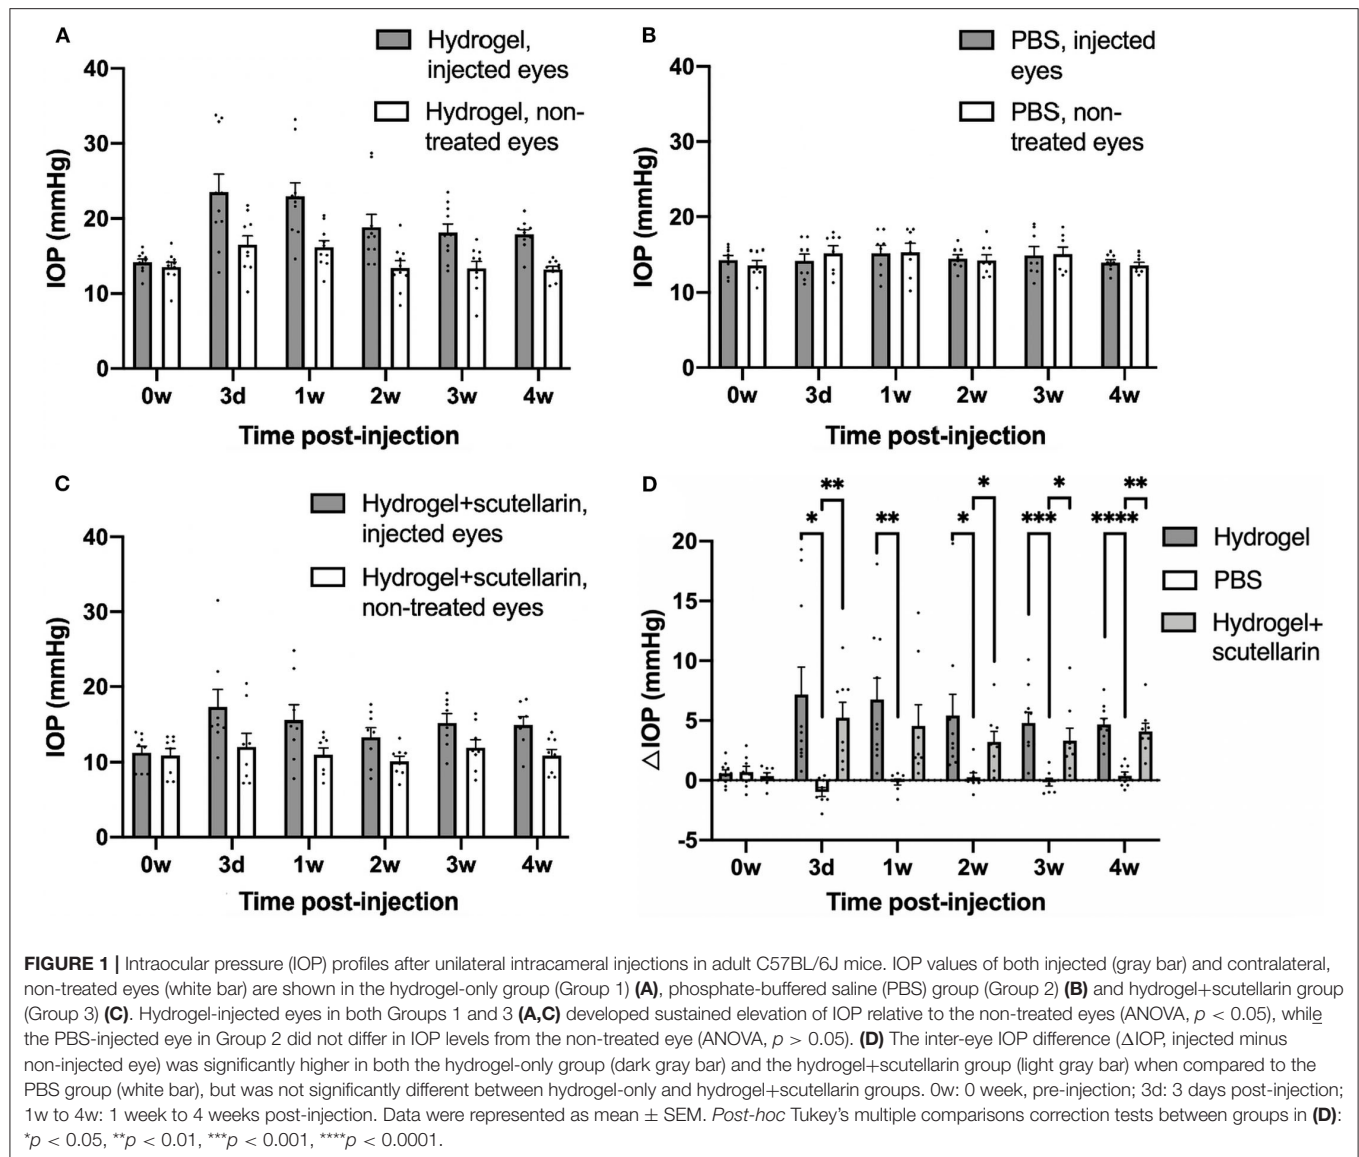 A
Hydrogel,
injected eyes
Hydrogel, non-
treated eyes
40
30
20
10
0
IOP (mmHg)
0w 3d 1w 2w 3w 4w
Time post-injection
B
PBS, injected
eyes
PBS, non-
treated eyes
40
30
20
10
0
IOP (mmHg)
0w 3d 1w 2w 3w 4w
Time post-injection
C
Hydrogel+scutellarin,
injected eyes
Hydrogel+scutellarin,
non-treated eyes
40
30
20
10
0
IOP (mmHg)
0w 3d 1w 2w 3w 4w
Time post-injection
D
** * * **
* ** * *** ****
Hydrogel
PBS
Hydrogel+
scutellarin
20
15
10
5
0
-5
△IOP (mmHg)
0w 3d 1w 2w 3w 4w
Time post-injection
FIGURE 1 | Intraocular pressure (IOP) profiles after unilateral intracameral injections in adult C57BL/6J mice. IOP values of both injected (gray bar) and contralateral,
non-treated eyes (white bar) are shown in the hydrogel-only group (Group 1) (A), phosphate-buffered saline (PBS) group (Group 2) (B) and hydrogel+scutellarin group
(Group 3) (C). Hydrogel-injected eyes in both Groups 1 and 3 (A,C) developed sustained elevation of IOP relative to the non-treated eyes (ANOVA, p < 0.05), while
the PBS-injected eye in Group 2 did not differ in IOP levels from the non-treated eye (ANOVA, p > 0.05). (D) The inter-eye IOP difference (ΔIOP, injected minus
non-injected eye) was significantly higher in both the hydrogel-only group (dark gray bar) and the hydrogel+scutellarin group (light gray bar) when compared to the
PBS group (white bar), but was not significantly different between hydrogel-only and hydrogel+scutellarin groups. 0w: 0 week, pre-injection; 3d: 3 days post-injection;
1w to 4w: 1 week to 4 weeks post-injection. Data were represented as mean ± SEM. Post-hoc Tukey's multiple comparisons correction tests between groups in (D):
*p < 0.05, **p < 0.01, ***p < 0.001, ****p < 0.0001.